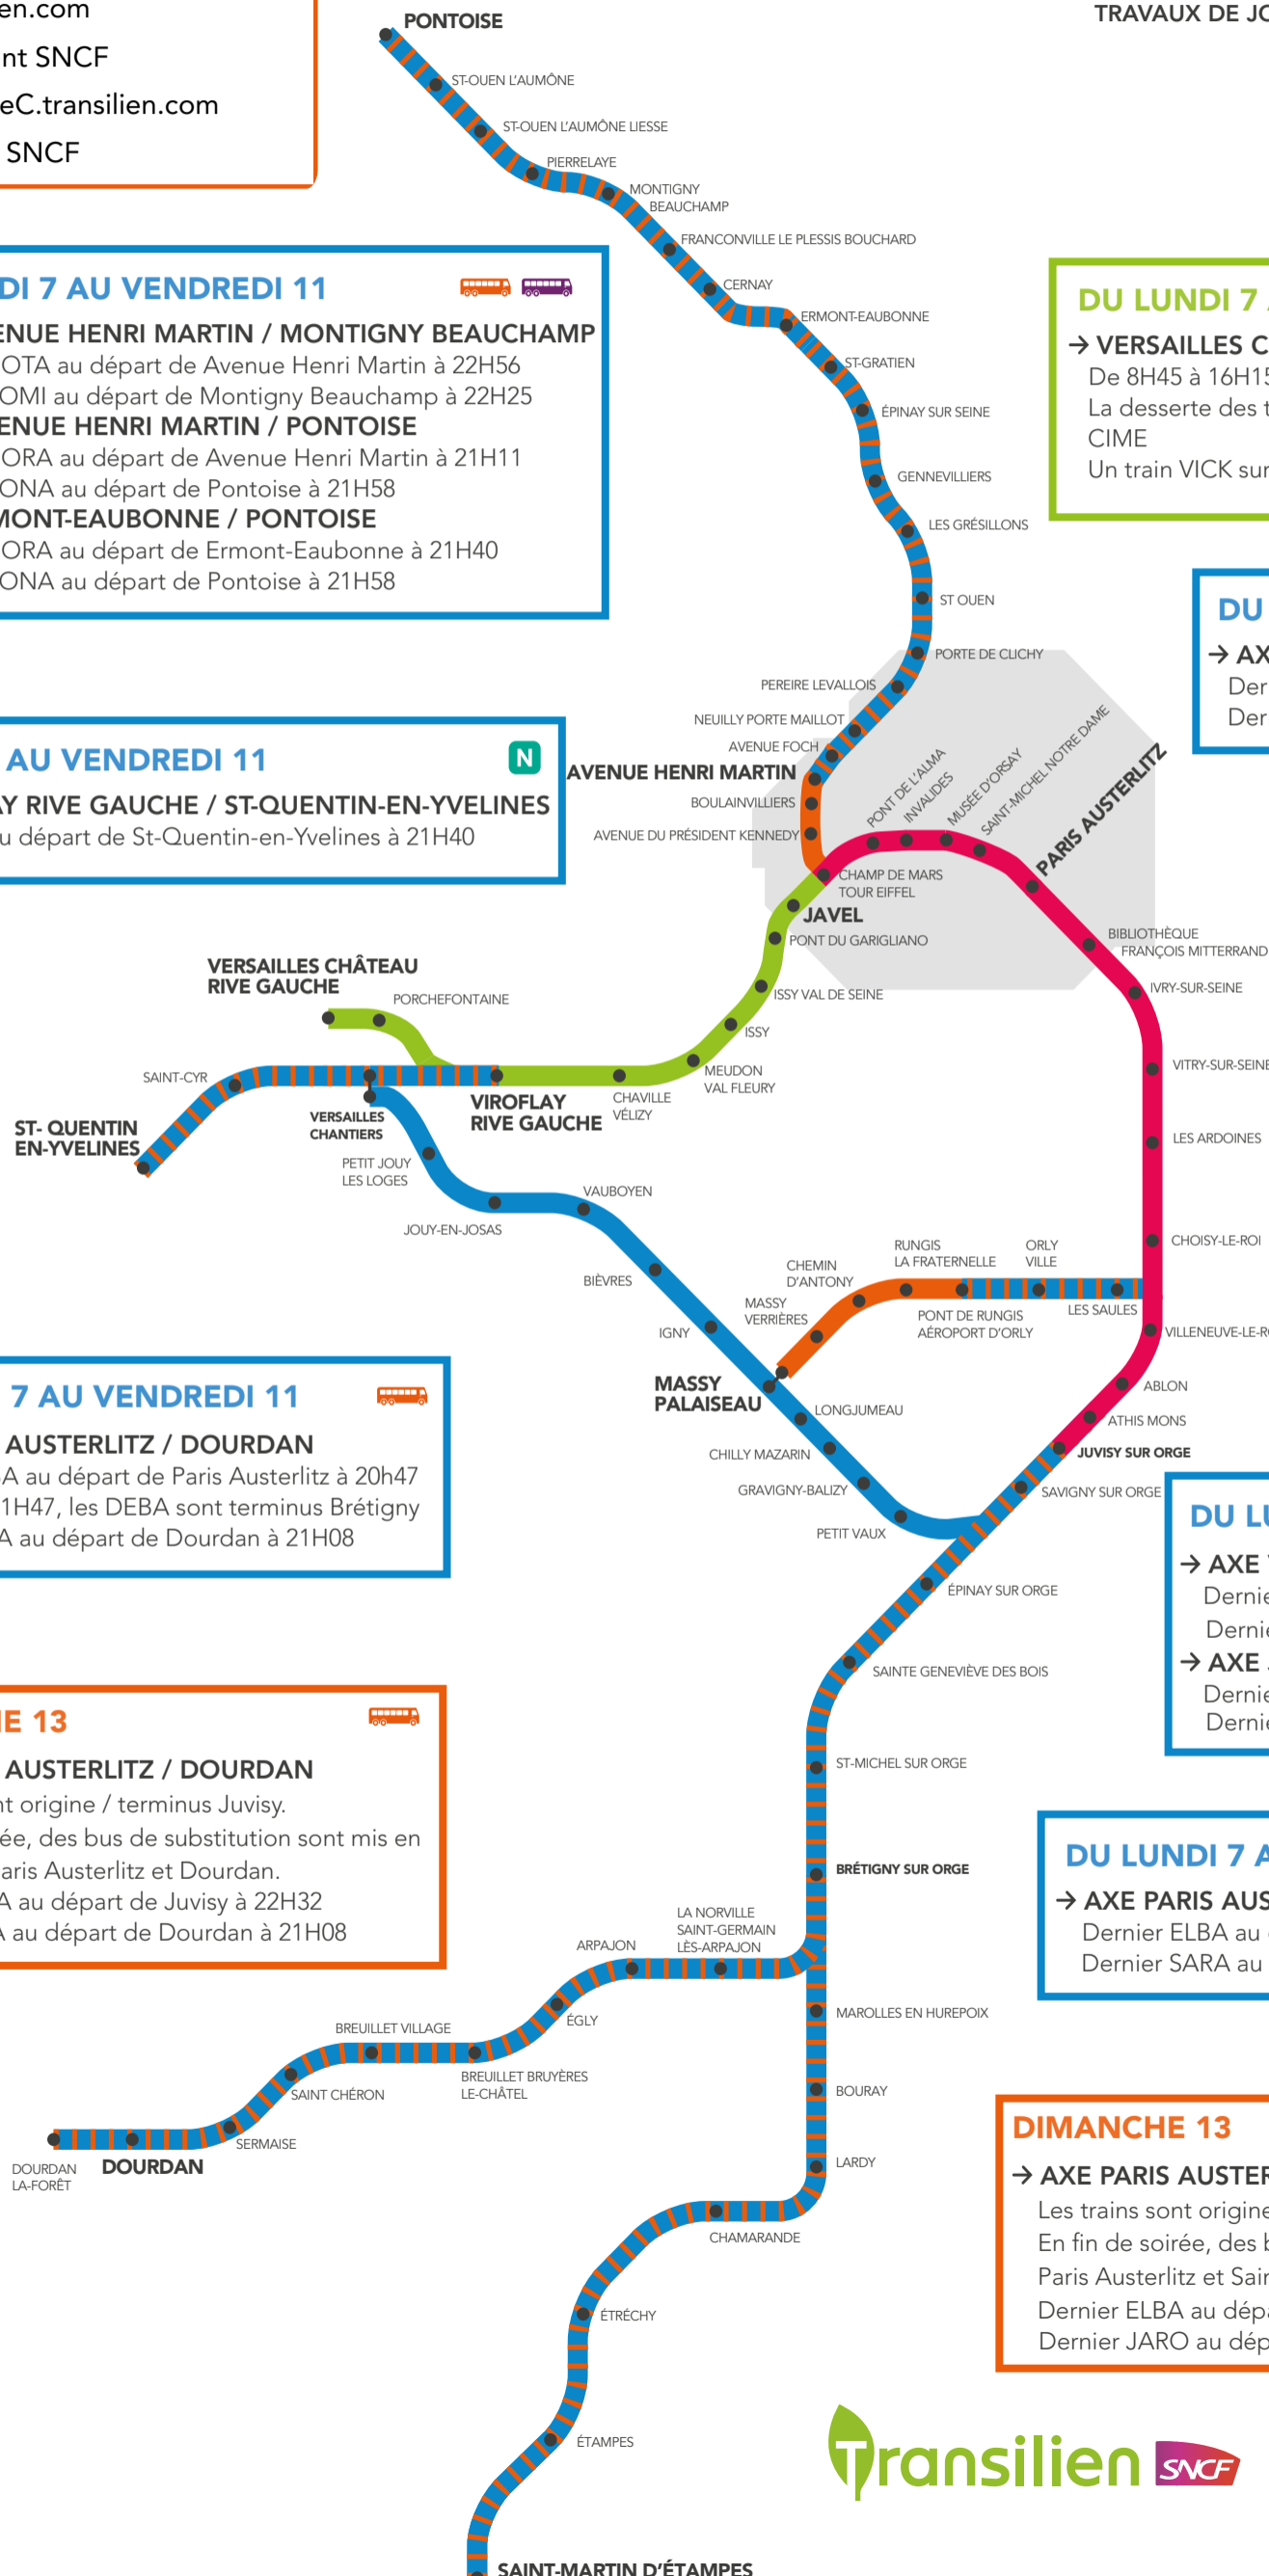 en.com
nt SNCF
eC.transilien.com
SNCF
TRAVAUX DE JO
PONTOISE
ST-OUEN L'AUMÔNE
ST-OUEN L'AUMÔNE LIESSE
PIERRELAYE
MONTIGNY
BEAUCHAMP
FRANCONVILLE LE PLESSIS BOUCHARD
CERNAY
ERMONT-EAUBONNE
ST-GRATIEN
ÉPINAY SUR SEINE
GENNEVILLIERS
LES GRÉSILLONS
ST OUEN
PORTE DE CLICHY
PEREIRE LEVALLOIS
NEUILLY PORTE MAILLOT
AVENUE FOCH
AVENUE HENRI MARTIN
BOULAINVILLIERS
AVENUE DU PRÉSIDENT KENNEDY
CHAMP DE MARS
TOUR EIFFEL
PONT DE L'ALMA
INVALIDES
MUSÉE D'ORSAY
SAINT-MICHEL NOTRE DAME
PARIS AUSTERLITZ
DI 7 AU VENDREDI 11
ENUE HENRI MARTIN / MONTIGNY BEAUCHAMP
OTA au départ de Avenue Henri Martin à 22H56
OMI au départ de Montigny Beauchamp à 22H25
ENUE HENRI MARTIN / PONTOISE
ORA au départ de Avenue Henri Martin à 21H11
ONA au départ de Pontoise à 21H58
MONT-EAUBONNE / PONTOISE
ORA au départ de Ermont-Eaubonne à 21H40
ONA au départ de Pontoise à 21H58
DU LUNDI 7
→ VERSAILLES C
De 8H45 à 16H15
La desserte des t
CIME
Un train VICK sur
DU
→ AX
Der
Der
AU VENDREDI 11
N
AY RIVE GAUCHE / ST-QUENTIN-EN-YVELINES
u départ de St-Quentin-en-Yvelines à 21H40
JAVEL
PONT DU GARIGLIANO
ISSY VAL DE SEINE
ISSY
MEUDON
VAL FLEURY
CHAVILLE
VÉLIZY
VIROFLAY
RIVE GAUCHE
VERSAILLES CHÂTEAU
RIVE GAUCHE
PORCHEFONTAINE
SAINT-CYR
ST- QUENTIN
EN-YVELINES
VERSAILLES
CHANTIERS
PETIT JOUY
LES LOGES
JOUY-EN-JOSAS
VAUBOYEN
BIÈVRES
IGNY
MASSY
PALAISEAU
MASSY
VERRIÈRES
CHEMIN
D'ANTONY
RUNGIS
LA FRATERNELLE
PONT DE RUNGIS
AÉROPORT D'ORLY
ORLY
VILLE
LES SAULES
BIBLIOTHÈQUE
FRANÇOIS MITTERRAND
IVRY-SUR-SEINE
VITRY-SUR-SEINE
LES ARDOINES
CHOISY-LE-ROI
VILLENEUVE-LE-R
ABLON
ATHIS MONS
JUVISY SUR ORGE
SAVIGNY SUR ORGE
LONGJUMEAU
CHILLY MAZARIN
GRAVIGNY-BALIZY
PETIT VAUX
ÉPINAY SUR ORGE
SAINTE GENEVIÈVE DES BOIS
ST-MICHEL SUR ORGE
BRÉTIGNY SUR ORGE
7 AU VENDREDI 11
AUSTERLITZ / DOURDAN
A au départ de Paris Austerlitz à 20h47
1H47, les DEBA sont terminus Brétigny
A au départ de Dourdan à 21H08
E 13
AUSTERLITZ / DOURDAN
nt origine / terminus Juvisy.
ée, des bus de substitution sont mis en
aris Austerlitz et Dourdan.
A au départ de Juvisy à 22H32
A au départ de Dourdan à 21H08
DU LU
→ AXE
Dernie
Dernie
→ AXE
Dernie
Dernie
DU LUNDI 7 A
→ AXE PARIS AUS
Dernier ELBA au
Dernier SARA au
LA NORVILLE
SAINT-GERMAIN
LÈS-ARPAJON
ARPAJON
ÉGLY
BREUILLET BRUYÈRES
LE-CHÂTEL
BREUILLET VILLAGE
SAINT CHÉRON
SERMAISE
DOURDAN
DOURDAN
LA-FORÊT
MAROLLES EN HUREPOIX
BOURAY
LARDY
CHAMARANDE
ÉTRÉCHY
ÉTAMPES
SAINT-MARTIN D'ÉTAMPES
DIMANCHE 13
→ AXE PARIS AUSTER
Les trains sont origine
En fin de soirée, des b
Paris Austerlitz et Sain
Dernier ELBA au dépa
Dernier JARO au dép
Transilien SNCF